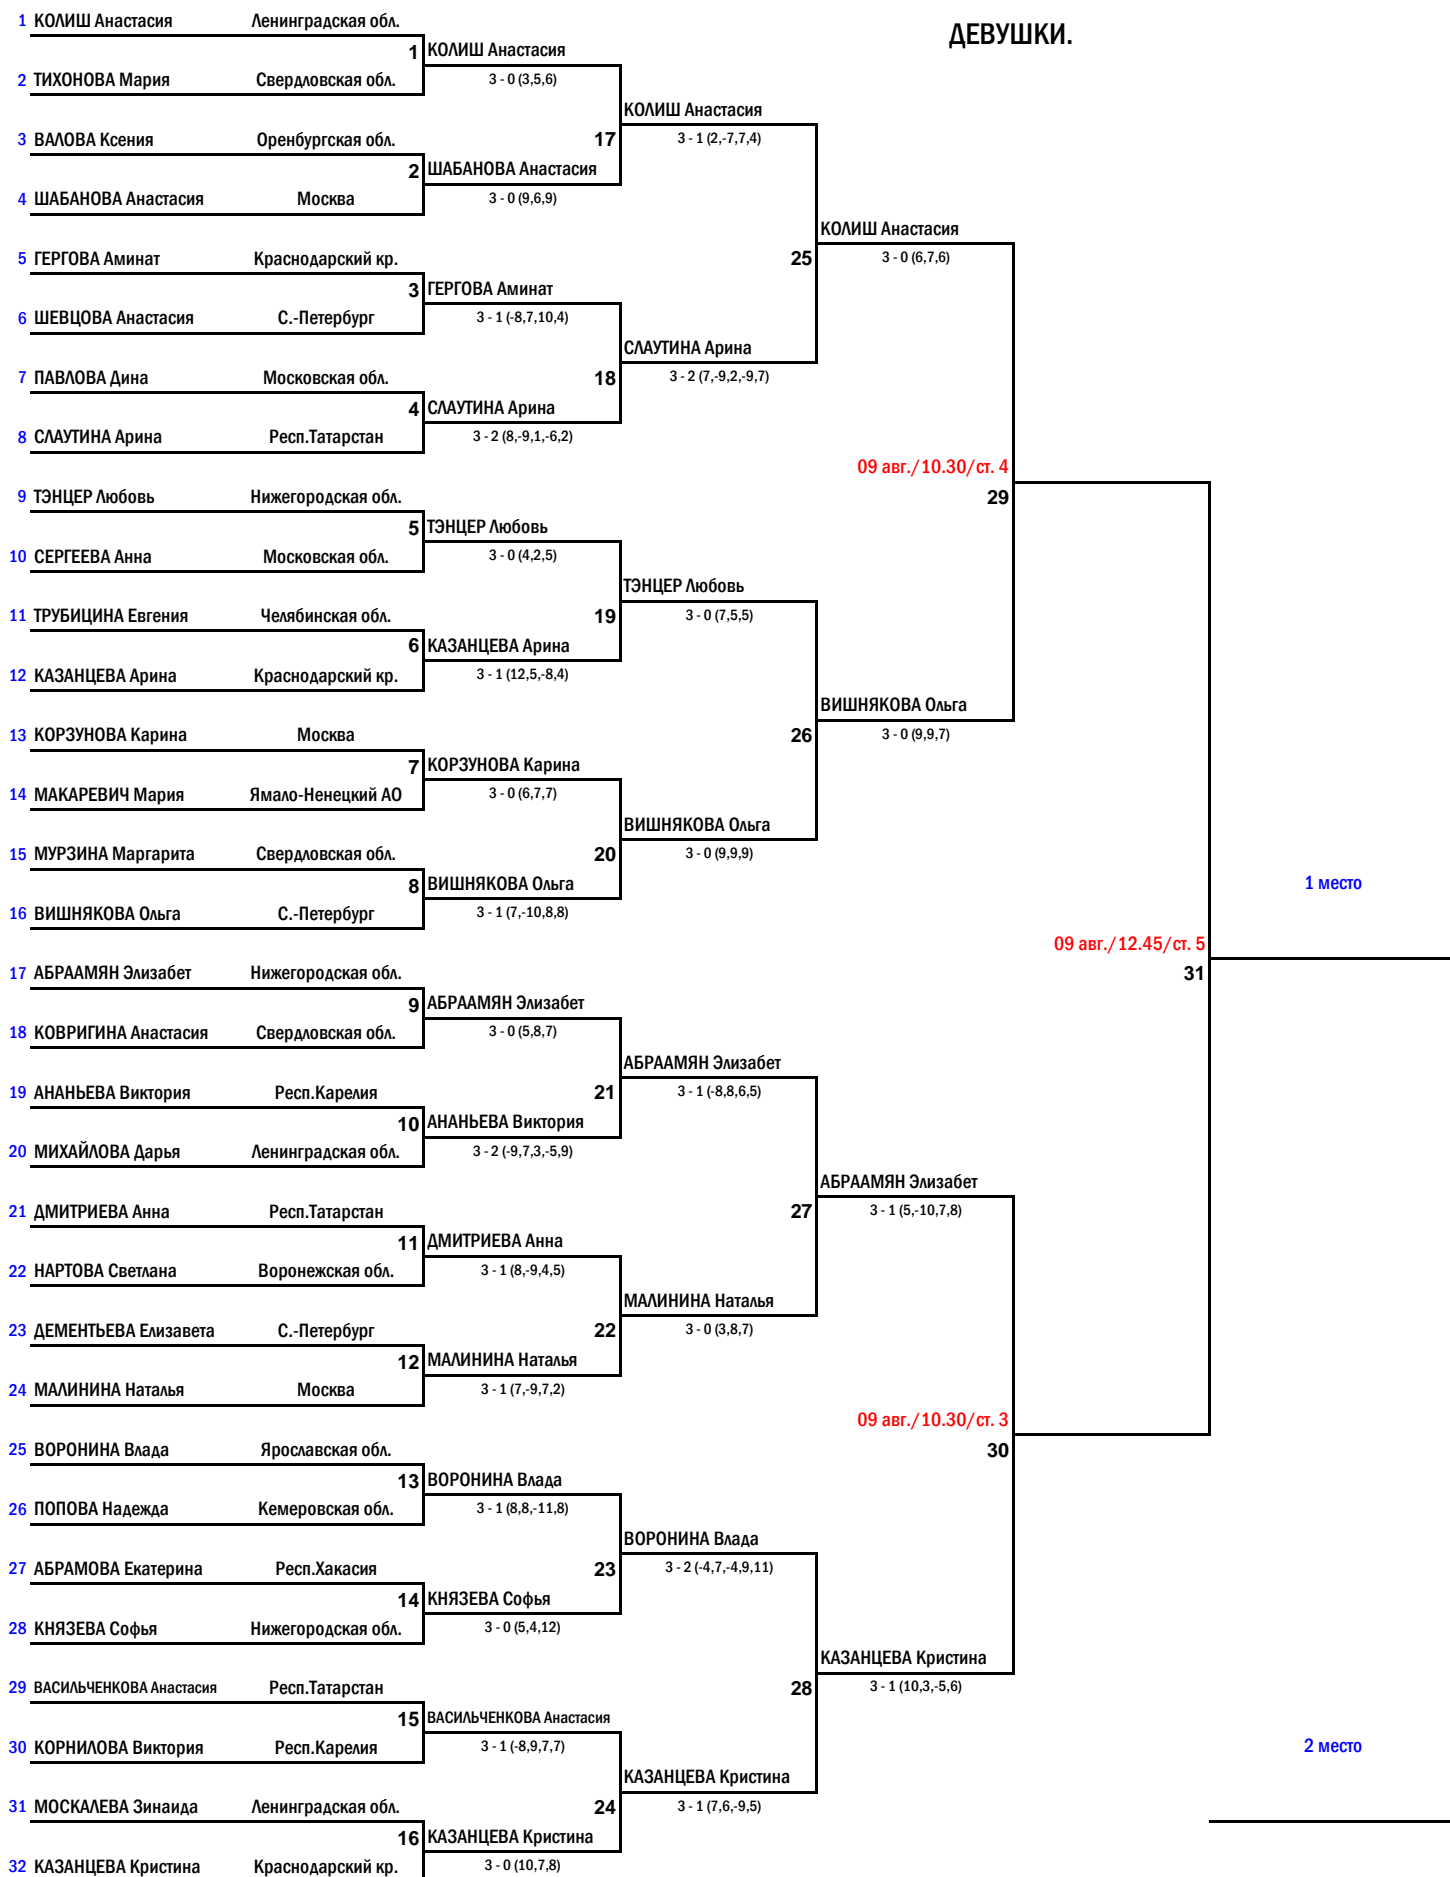 ДЕВУШКИ.
1 КОЛИШ Анастасия Ленинградская обл.
1 КОЛИШ Анастасия
2 ТИХОНОВА Мария Свердловская обл.
3 - 0 (3,5,6)
КОЛИШ Анастасия
3 ВАЛОВА Ксения Оренбургская обл.
17 3 - 1 (2,-7,7,4)
2 ШАБАНОВА Анастасия
4 ШАБАНОВА Анастасия Москва
3 - 0 (9,6,9)
КОЛИШ Анастасия
5 ГЕРГОВА Аминат Краснодарский кр.
25 3 - 0 (6,7,6)
3 ГЕРГОВА Аминат
6 ШЕВЦОВА Анастасия С.-Петербург
3 - 1 (-8,7,10,4)
СЛАУТИНА Арина
7 ПАВЛОВА Дина Московская обл.
18 3 - 2 (7,-9,2,-9,7)
4 СЛАУТИНА Арина
8 СЛАУТИНА Арина Респ.Татарстан
3 - 2 (8,-9,1,-6,2)
09 авг./10.30/ст. 4
9 ТЭНЦЕР Любовь Нижегородская обл.
29
5 ТЭНЦЕР Любовь
10 СЕРГЕЕВА Анна Московская обл.
3 - 0 (4,2,5)
ТЭНЦЕР Любовь
11 ТРУБИЦИНА Евгения Челябинская обл.
19 3 - 0 (7,5,5)
6 КАЗАНЦЕВА Арина
12 КАЗАНЦЕВА Арина Краснодарский кр.
3 - 1 (12,5,-8,4)
ВИШНЯКОВА Ольга
13 КОРЗУНОВА Карина Москва
26 3 - 0 (9,9,7)
7 КОРЗУНОВА Карина
14 МАКАРЕВИЧ Мария Ямало-Ненецкий АО
3 - 0 (6,7,7)
ВИШНЯКОВА Ольга
15 МУРЗИНА Маргарита Свердловская обл.
20 3 - 0 (9,9,9)
8 ВИШНЯКОВА Ольга
1 место
16 ВИШНЯКОВА Ольга С.-Петербург
3 - 1 (7,-10,8,8)
09 авг./12.45/ст. 5
17 АБРААМЯН Элизабет Нижегородская обл.
31
9 АБРААМЯН Элизабет
18 КОВРИГИНА Анастасия Свердловская обл.
3 - 0 (5,8,7)
АБРААМЯН Элизабет
19 АНАНЬЕВА Виктория Респ.Карелия
21 3 - 1 (-8,8,6,5)
10 АНАНЬЕВА Виктория
20 МИХАЙЛОВА Дарья Ленинградская обл.
3 - 2 (-9,7,3,-5,9)
АБРААМЯН Элизабет
21 ДМИТРИЕВА Анна Респ.Татарстан
27 3 - 1 (5,-10,7,8)
11 ДМИТРИЕВА Анна
22 НАРТОВА Светлана Воронежская обл.
3 - 1 (8,-9,4,5)
МАЛИНИНА Наталья
23 ДЕМЕНТЬЕВА Елизавета С.-Петербург
22 3 - 0 (3,8,7)
12 МАЛИНИНА Наталья
24 МАЛИНИНА Наталья Москва
3 - 1 (7,-9,7,2)
09 авг./10.30/ст. 3
25 ВОРОНИНА Влада Ярославская обл.
30
13 ВОРОНИНА Влада
26 ПОПОВА Надежда Кемеровская обл.
3 - 1 (8,8,-11,8)
ВОРОНИНА Влада
27 АБРАМОВА Екатерина Респ.Хакасия
23 3 - 2 (-4,7,-4,9,11)
14 КНЯЗЕВА Софья
28 КНЯЗЕВА Софья Нижегородская обл.
3 - 0 (5,4,12)
КАЗАНЦЕВА Кристина
29 ВАСИЛЬЧЕНКОВА Анастасия Респ.Татарстан
28 3 - 1 (10,3,-5,6)
15 ВАСИЛЬЧЕНКОВА Анастасия
30 КОРНИЛОВА Виктория Респ.Карелия
3 - 1 (-8,9,7,7)
2 место
КАЗАНЦЕВА Кристина
31 МОСКАЛЕВА Зинаида Ленинградская обл.
24 3 - 1 (7,6,-9,5)
16 КАЗАНЦЕВА Кристина
32 КАЗАНЦЕВА Кристина Краснодарский кр.
3 - 0 (10,7,8)